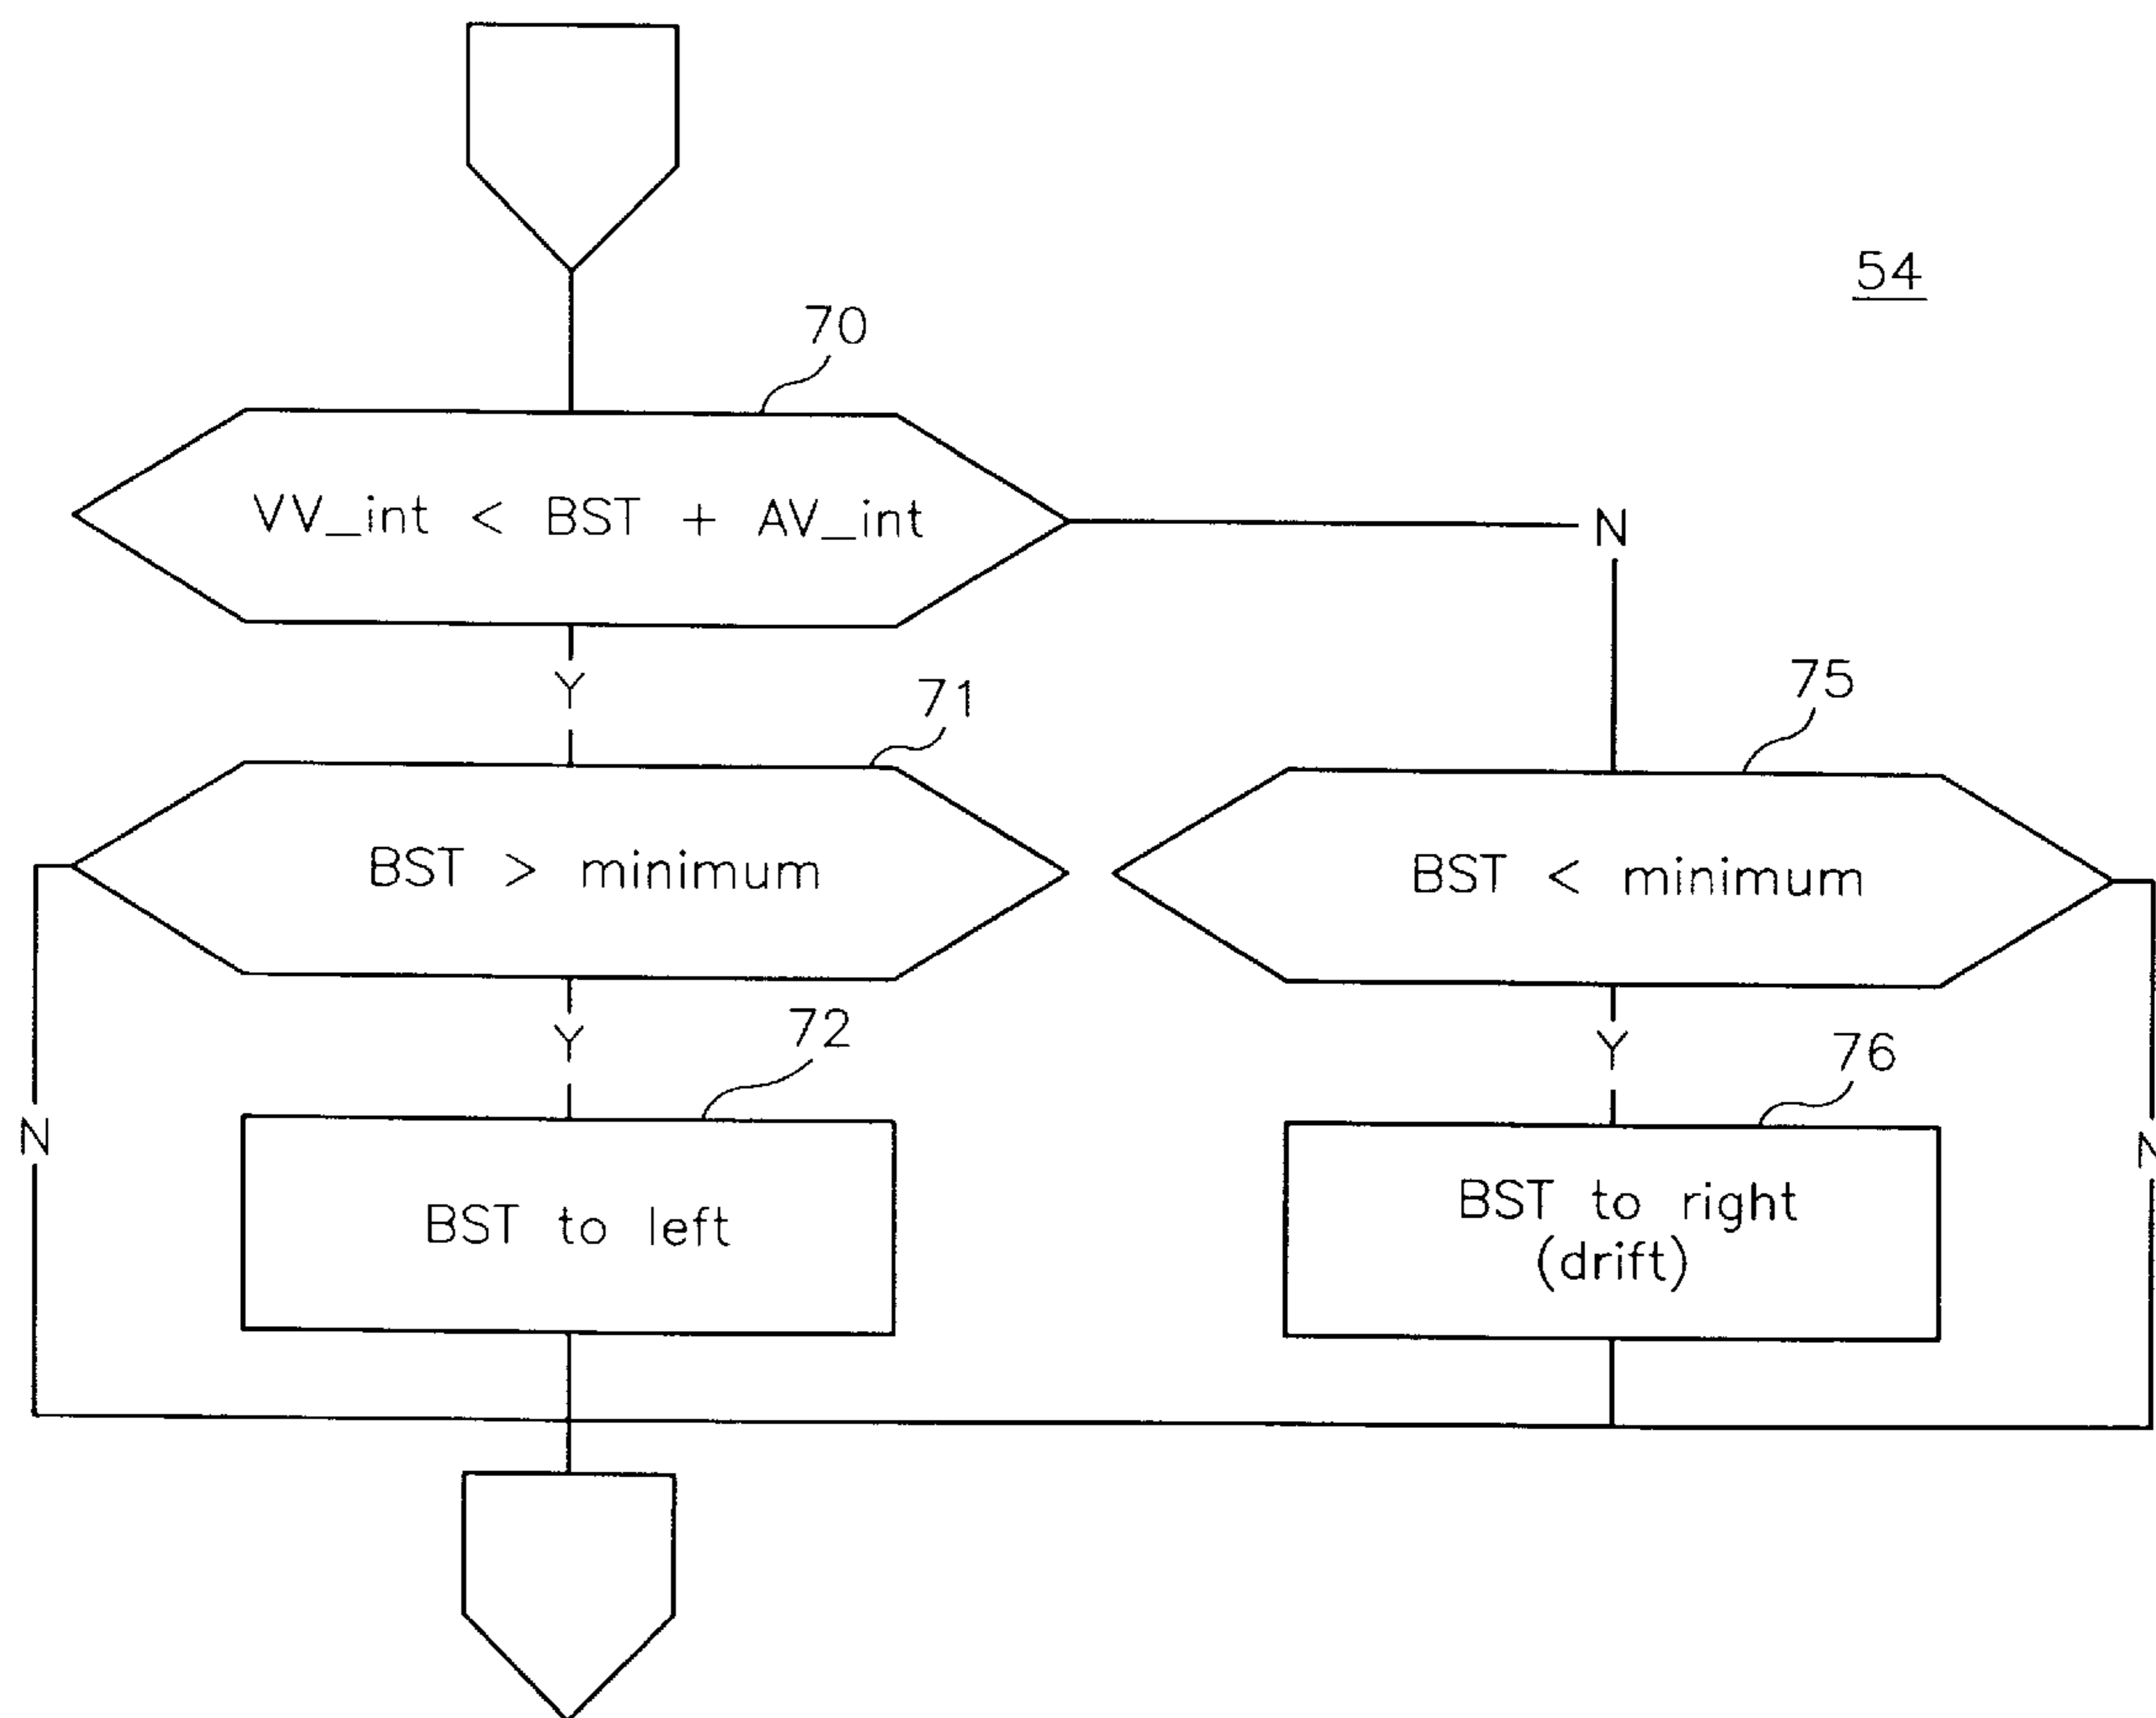 54
70
VV_int < BST + AV_int
N
Y
71
75
BST > minimum
BST < minimum
Y
72
Y
76
N
N
BST to left
BST to right
(drift)